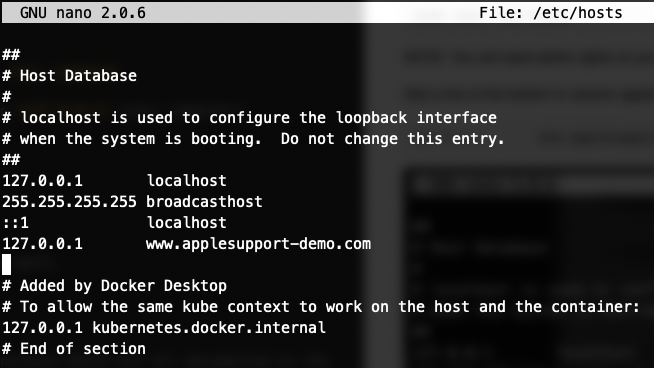 GNU nano 2.0.6 File: /etc/hosts
##
# Host Database
#
# localhost is used to configure the loopback interface
# when the system is booting.  Do not change this entry.
##
127.0.0.1       localhost
255.255.255.255 broadcasthost
::1             localhost
127.0.0.1       www.applesupport-demo.com
# Added by Docker Desktop
# To allow the same kube context to work on the host and the container:
127.0.0.1 kubernetes.docker.internal
# End of section